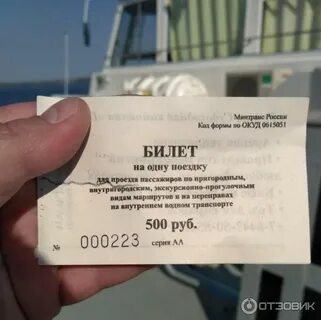 Минтранс России
Код формы по ОКУД 0615051
БИЛЕТ
на одну поездку
для проезда пассажиров по пригородным,
внутригородским, экскурсионно-прогулочным
видам маршрутов и на переправах
на внутреннем водном транспорте
500 руб.
№ 000223 серия АА
ОТЗОВИК